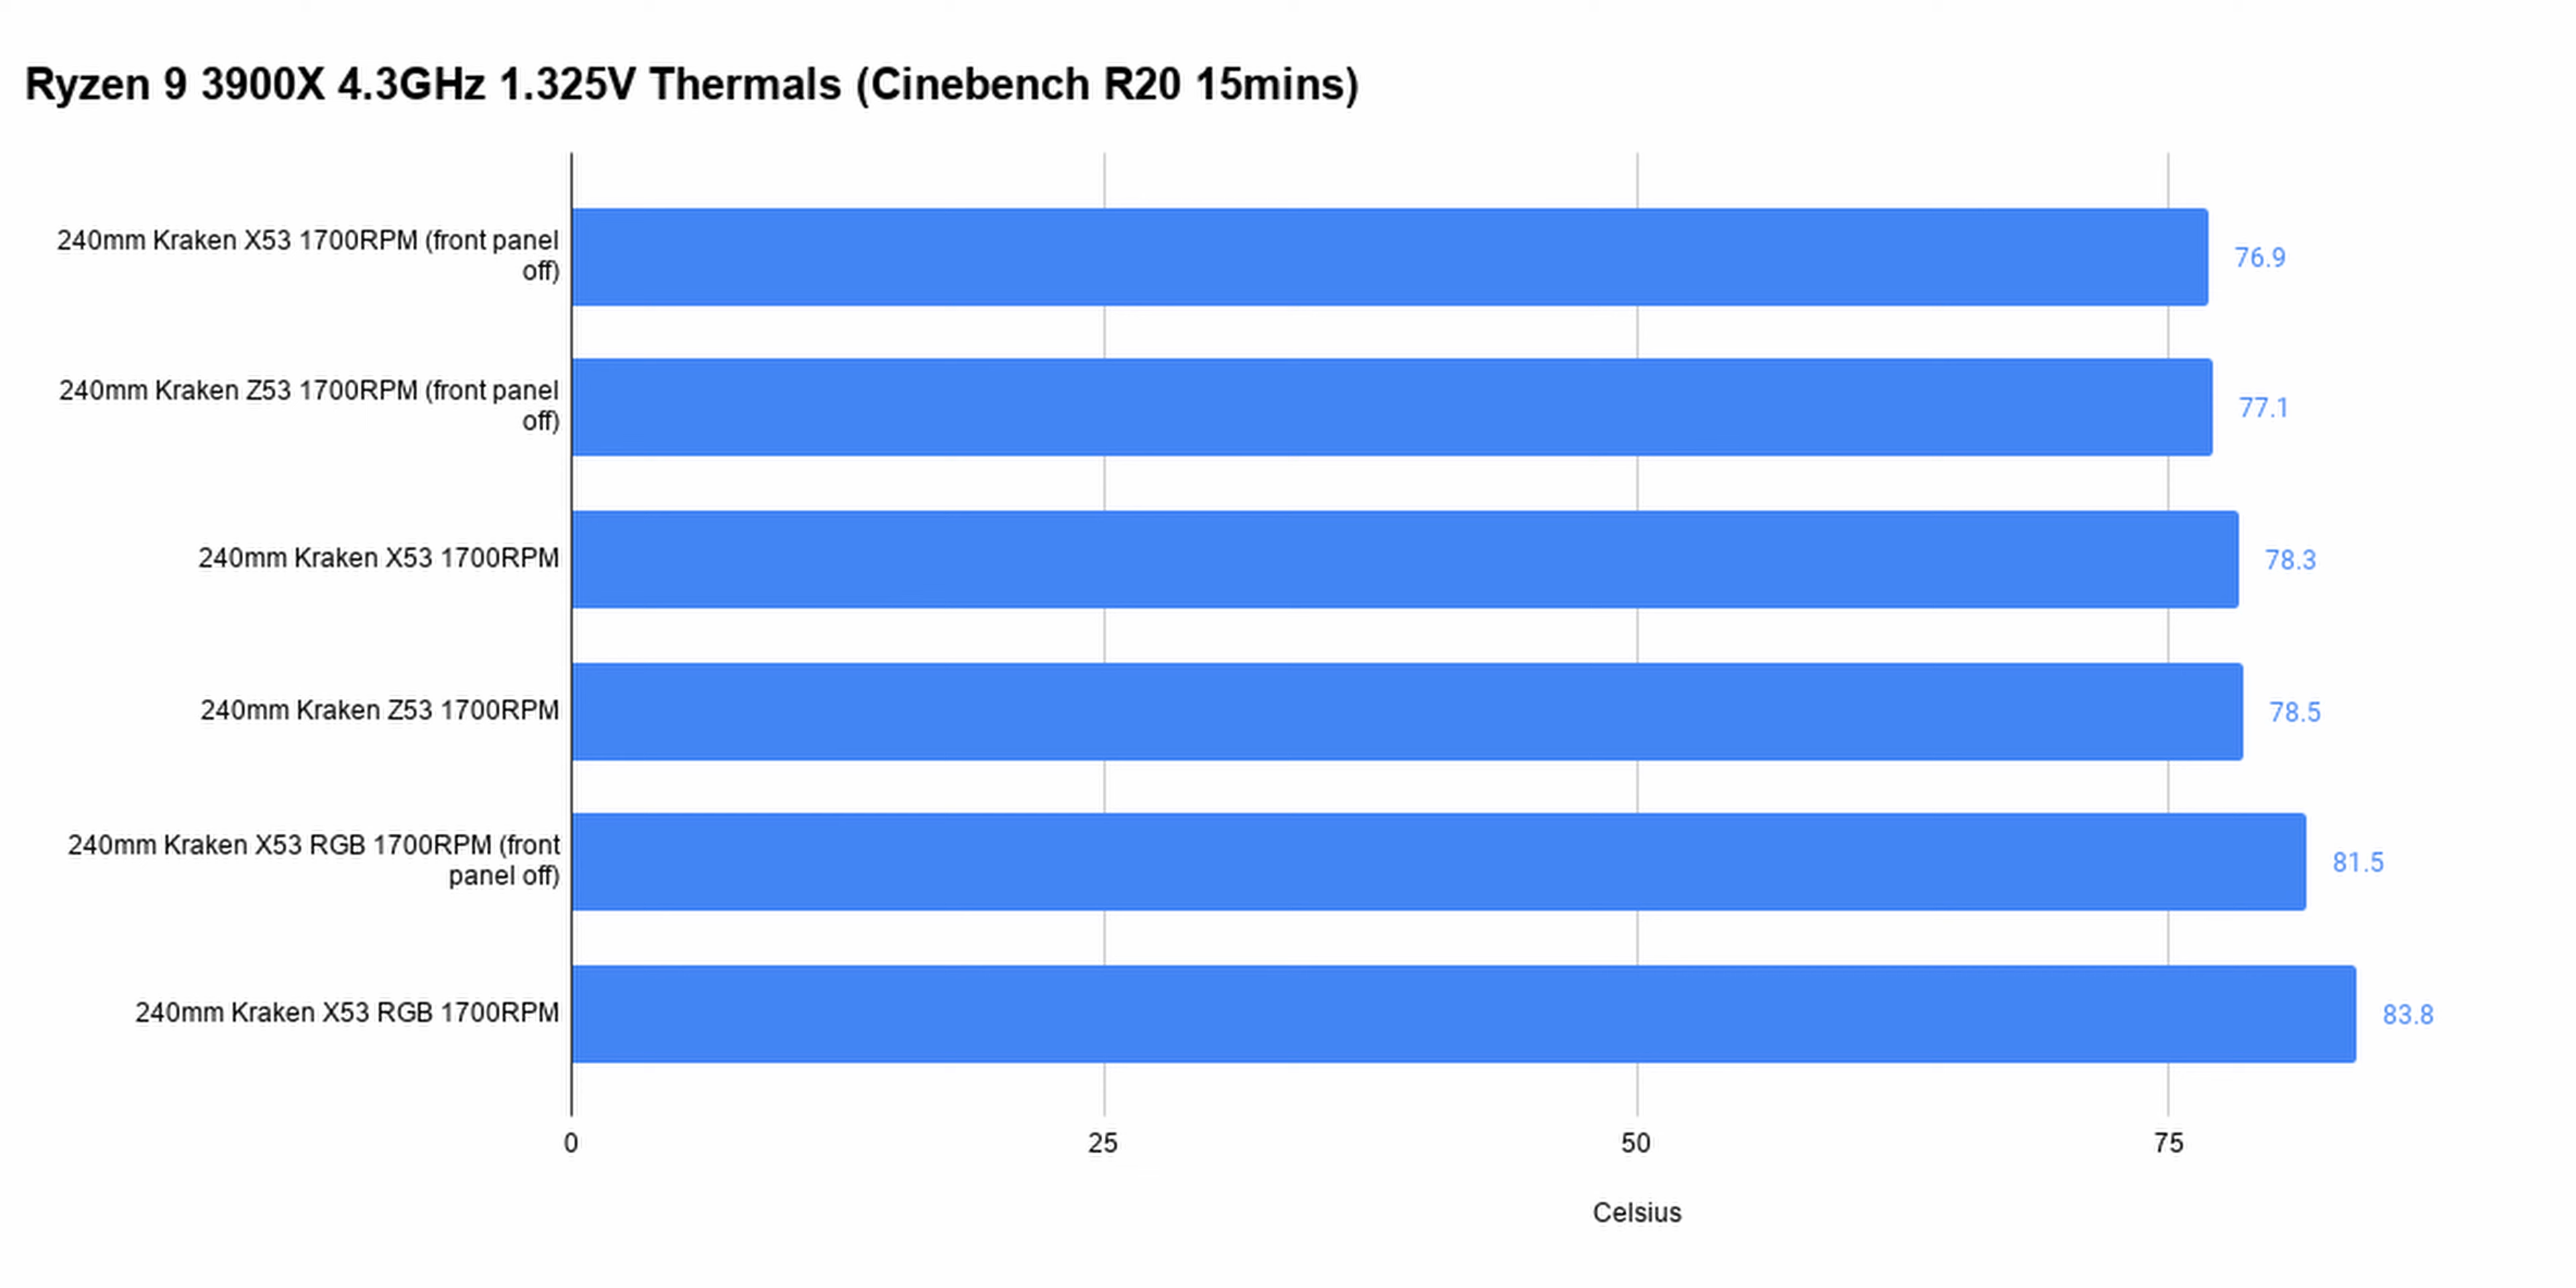 Ryzen 9 3900X 4.3GHz 1.325V Thermals (Cinebench R20 15mins)
240mm Kraken X53 1700RPM (front panel
off)
76.9
240mm Kraken Z53 1700RPM (front panel
off)
77.1
240mm Kraken X53 1700RPM
78.3
240mm Kraken Z53 1700RPM
78.5
240mm Kraken X53 RGB 1700RPM (front
panel off)
81.5
240mm Kraken X53 RGB 1700RPM
83.8
0 25 50 75
Celsius